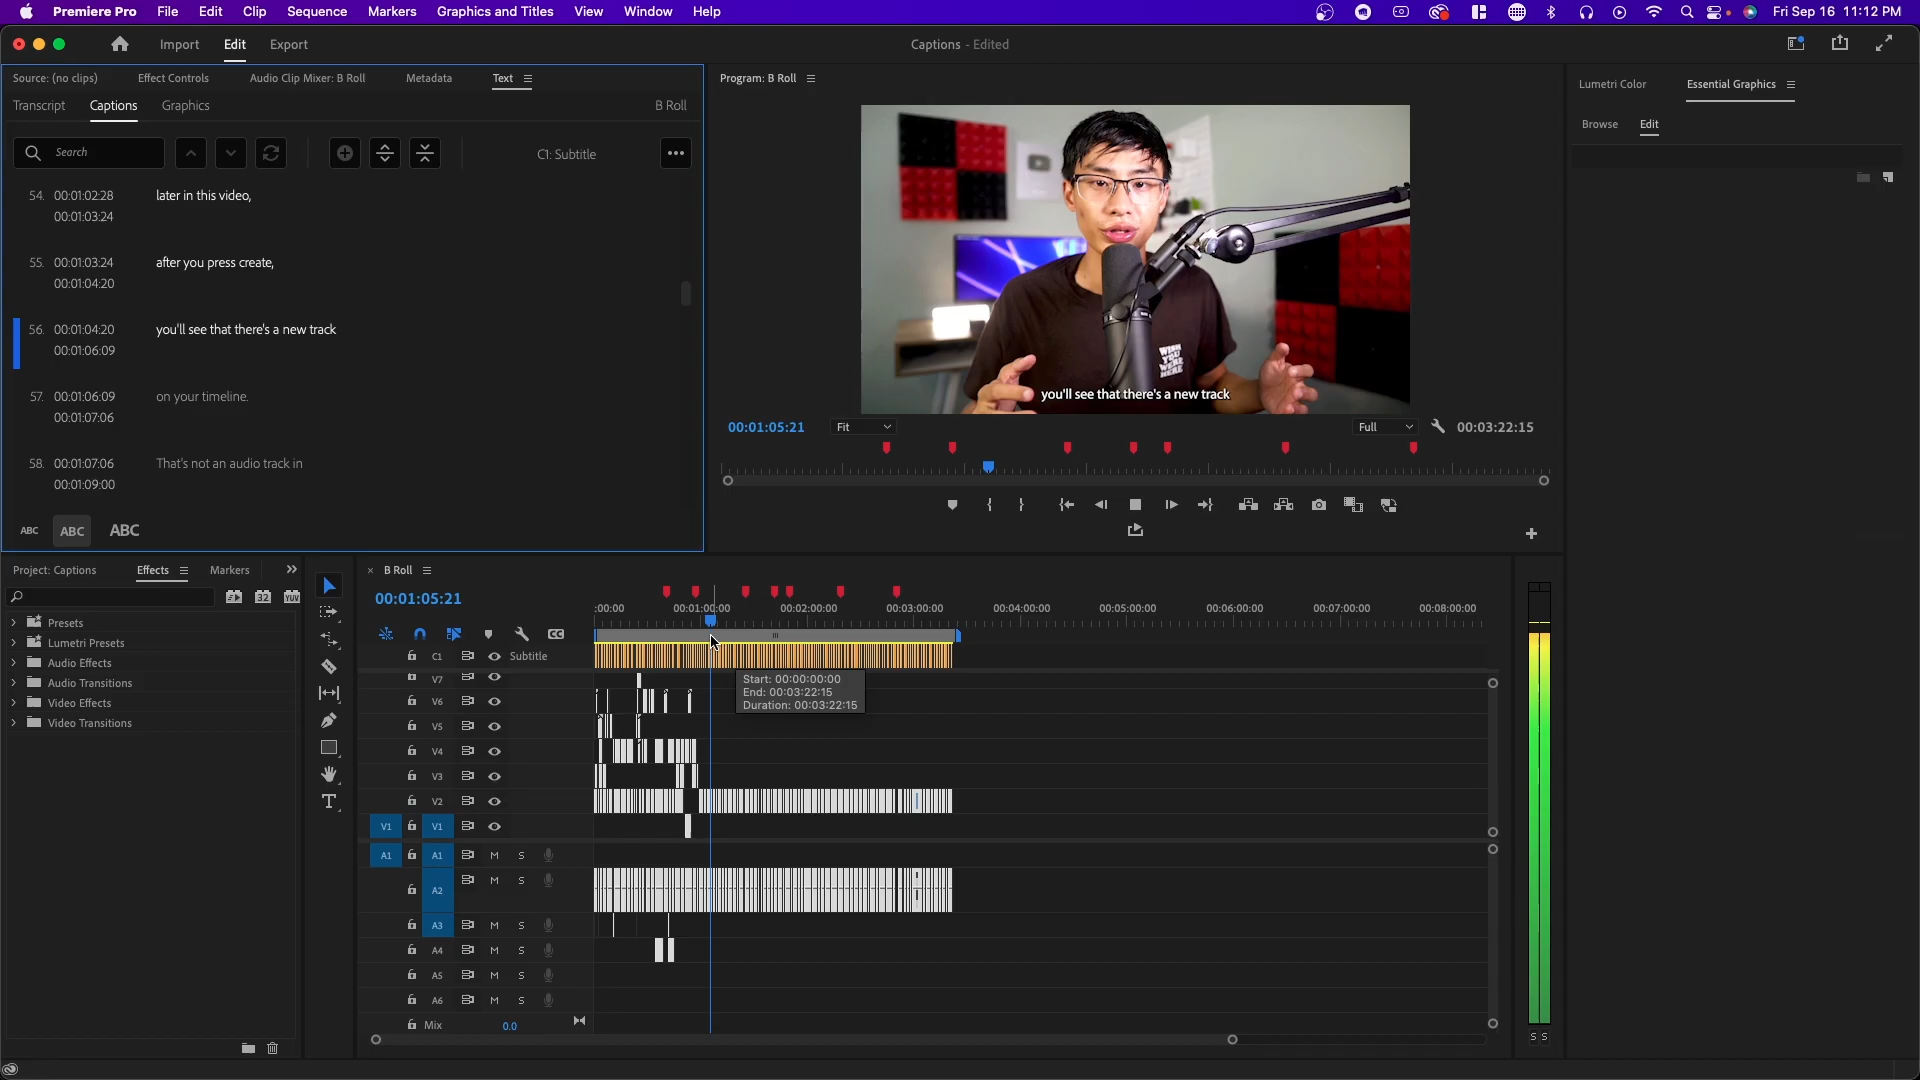 Premiere Pro File Edit Clip Sequence Markers Graphics and Titles View Window Help Fri Sep 16 11:12 PM
Import Edit Export Captions - Edited
Source: (no clips) Effect Controls Audio Clip Mixer: B Roll Metadata Text
Transcript Captions Graphics B Roll
Search C1: Subtitle
54. 00:01:02:28 later in this video,
00:01:03:24
55. 00:01:03:24 after you press create,
00:01:04:20
56. 00:01:04:20 you'll see that there's a new track
00:01:06:09
57. 00:01:06:09 on your timeline.
00:01:07:06
58. 00:01:07:06 That's not an audio track in
00:01:09:00
ABC ABC ABC
Program: B Roll
WISH
YOU
WERE
HERE
you'll see that there's a new track
00:01:05:21 Fit Full 00:03:22:15
Lumetri Color Essential Graphics
Browse Edit
Project: Captions Effects Markers
32 YUV
Presets
Lumetri Presets
Audio Effects
Audio Transitions
Video Effects
Video Transitions
B Roll
00:01:05:21
:00:00 00:01:00:00 00:02:00:00 00:03:00:00 00:04:00:00 00:05:00:00 00:06:00:00 00:07:00:00 00:08:00:00
CC
C1 Subtitle
Start: 00:00:00:00
End: 00:03:22:15
Duration: 00:03:22:15
V7
V6
V5
V4
V3
V2
V1 V1
A1 A1 M S
A2 M S
A3 M S
A4 M S
A5 M S
A6 M S
Mix 0.0
S S